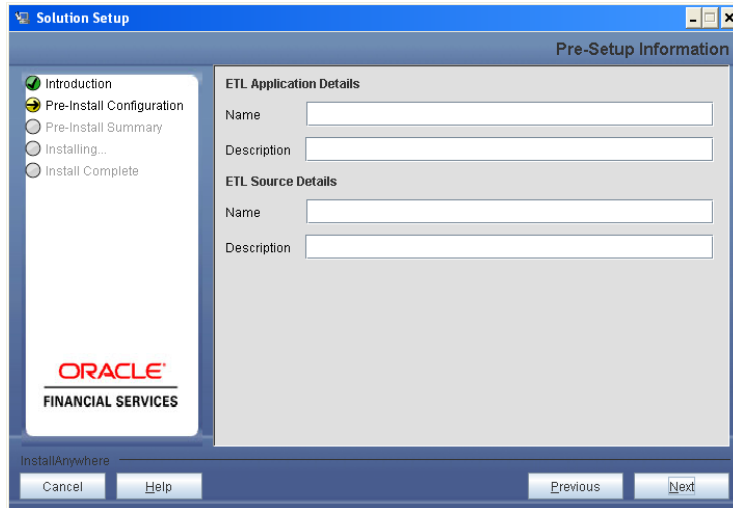 Solution Setup
Pre-Setup Information
Introduction
Pre-Install Configuration
Pre-Install Summary
Installing...
Install Complete
ORACLE
FINANCIAL SERVICES
ETL Application Details
Name
Description
ETL Source Details
Name
Description
InstallAnywhere
Cancel
Help
Previous
Next